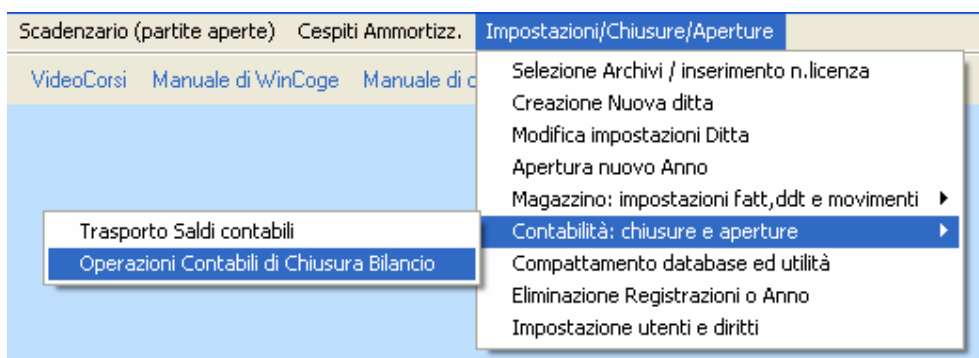 Scadenzario (partite aperte) Cespiti Ammortizz. Impostazioni/Chiusure/Aperture
VideoCorsi Manuale di WinCoge Manuale di c
Selezione Archivi / inserimento n.licenza
Creazione Nuova ditta
Modifica impostazioni Ditta
Apertura nuovo Anno
Magazzino: impostazioni fatt,ddt e movimenti
Contabilità: chiusure e aperture
Trasporto Saldi contabili
Operazioni Contabili di Chiusura Bilancio
Compattamento database ed utilità
Eliminazione Registrazioni o Anno
Impostazione utenti e diritti